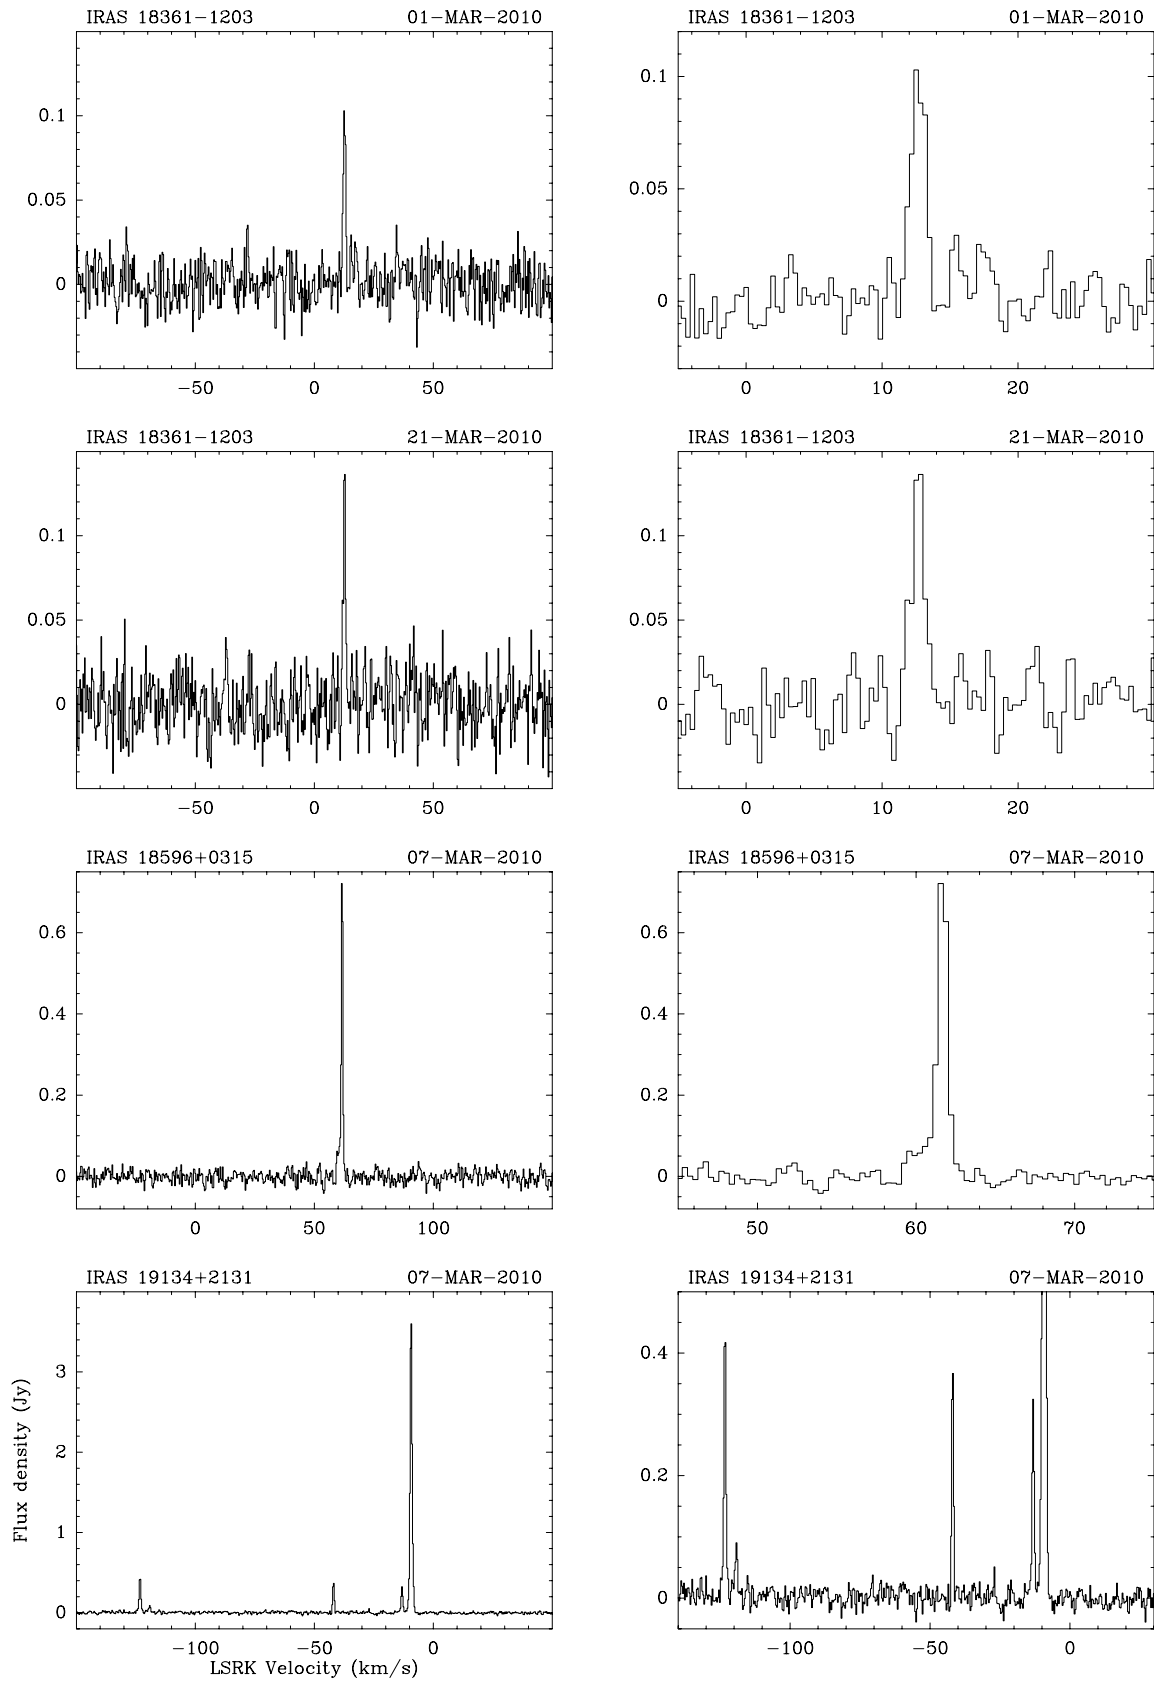 IRAS 18361−1203 01−MAR−2010
0.1
0.05
0
−50 0 50
IRAS 18361−1203 01−MAR−2010
0.1
0.05
0
0 10 20
IRAS 18361−1203 21−MAR−2010
0.1
0.05
0
−50 0 50
IRAS 18361−1203 21−MAR−2010
0.1
0.05
0
0 10 20
IRAS 18596+0315 07−MAR−2010
0.6
0.4
0.2
0
0 50 100
IRAS 18596+0315 07−MAR−2010
0.6
0.4
0.2
0
50 60 70
IRAS 19134+2131 07−MAR−2010
3
2
1
0
Flux density (Jy)
−100 −50 0
LSRK Velocity (km/s)
IRAS 19134+2131 07−MAR−2010
0.4
0.2
0
−100 −50 0